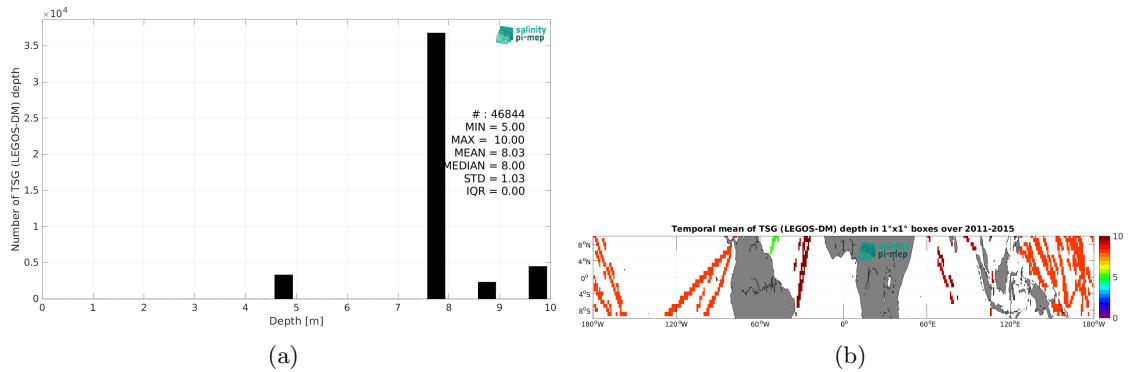 ×10⁴
salinity
pi-mep
3.5
3
2.5
2
1.5
1
0.5
0
Number of TSG (LEGOS-DM) depth
# : 46844
MIN = 5.00
MAX = 10.00
MEAN = 8.03
MEDIAN = 8.00
STD = 1.03
IQR = 0.00
0 1 2 3 4 5 6 7 8 9 10
Depth [m]
(a)
Temporal mean of TSG (LEGOS-DM) depth in 1°x1° boxes over 2011-2015
salinity
pi-mep
8°N
4°N
0°
4°S
8°S
180°W 120°W 60°W 0° 60°E 120°E 180°W
10
8
6
4
2
0
(b)